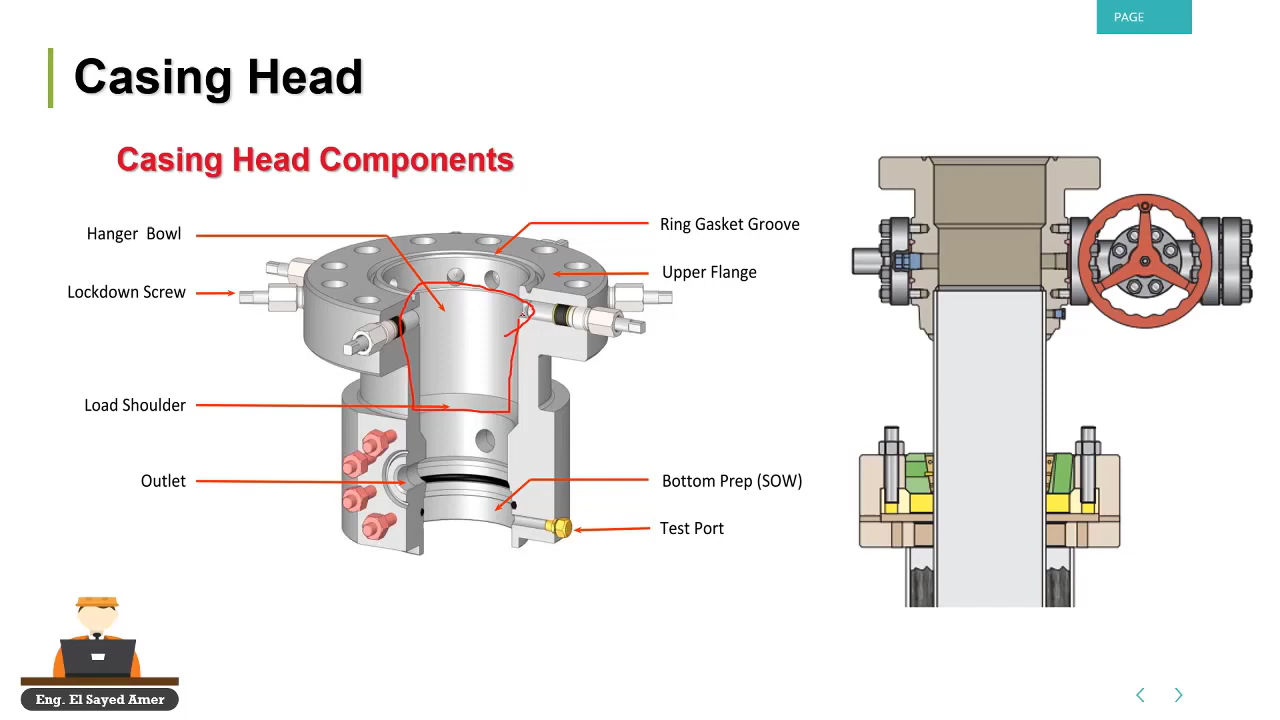 PAGE
Casing Head
Casing Head Components
Hanger Bowl
Lockdown Screw
Load Shoulder
Outlet
Ring Gasket Groove
Upper Flange
Bottom Prep (SOW)
Test Port
Eng. El Sayed Amer